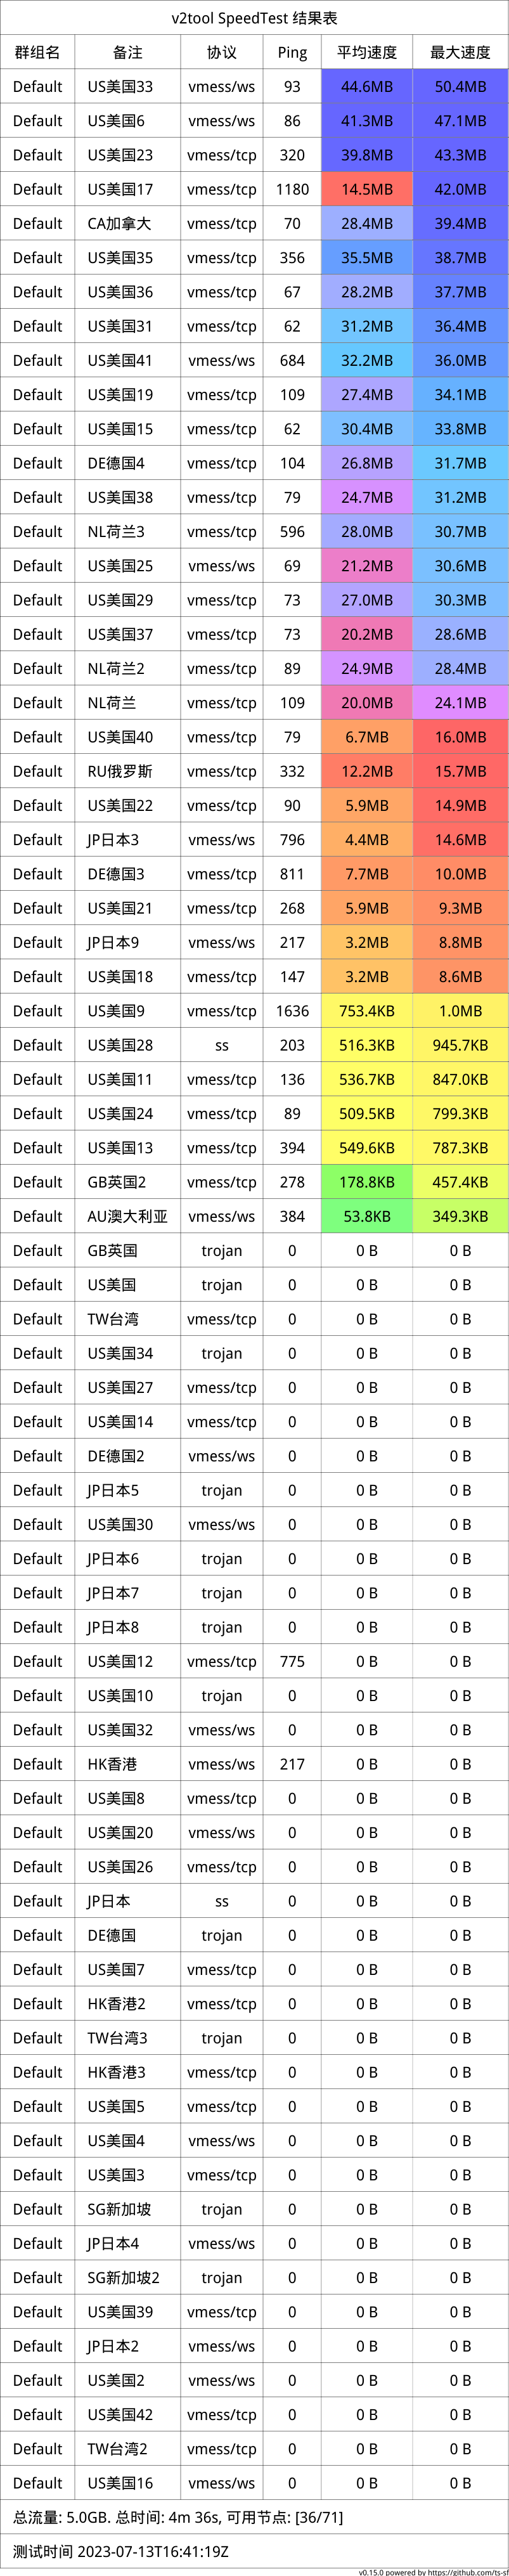 v2tool SpeedTest 结果表
群组名 备注 协议 Ping 平均速度 最大速度
Default US美国33 vmess/ws 93 44.6MB 50.4MB
Default US美国6 vmess/ws 86 41.3MB 47.1MB
Default US美国23 vmess/tcp 320 39.8MB 43.3MB
Default US美国17 vmess/tcp 1180 14.5MB 42.0MB
Default CA加拿大 vmess/tcp 70 28.4MB 39.4MB
Default US美国35 vmess/tcp 356 35.5MB 38.7MB
Default US美国36 vmess/tcp 67 28.2MB 37.7MB
Default US美国31 vmess/tcp 62 31.2MB 36.4MB
Default US美国41 vmess/ws 684 32.2MB 36.0MB
Default US美国19 vmess/tcp 109 27.4MB 34.1MB
Default US美国15 vmess/tcp 62 30.4MB 33.8MB
Default DE德国4 vmess/tcp 104 26.8MB 31.7MB
Default US美国38 vmess/tcp 79 24.7MB 31.2MB
Default NL荷兰3 vmess/tcp 596 28.0MB 30.7MB
Default US美国25 vmess/ws 69 21.2MB 30.6MB
Default US美国29 vmess/tcp 73 27.0MB 30.3MB
Default US美国37 vmess/tcp 73 20.2MB 28.6MB
Default NL荷兰2 vmess/tcp 89 24.9MB 28.4MB
Default NL荷兰 vmess/tcp 109 20.0MB 24.1MB
Default US美国40 vmess/tcp 79 6.7MB 16.0MB
Default RU俄罗斯 vmess/tcp 332 12.2MB 15.7MB
Default US美国22 vmess/tcp 90 5.9MB 14.9MB
Default JP日本3 vmess/ws 796 4.4MB 14.6MB
Default DE德国3 vmess/tcp 811 7.7MB 10.0MB
Default US美国21 vmess/tcp 268 5.9MB 9.3MB
Default JP日本9 vmess/ws 217 3.2MB 8.8MB
Default US美国18 vmess/tcp 147 3.2MB 8.6MB
Default US美国9 vmess/tcp 1636 753.4KB 1.0MB
Default US美国28 ss 203 516.3KB 945.7KB
Default US美国11 vmess/tcp 136 536.7KB 847.0KB
Default US美国24 vmess/tcp 89 509.5KB 799.3KB
Default US美国13 vmess/tcp 394 549.6KB 787.3KB
Default GB英国2 vmess/tcp 278 178.8KB 457.4KB
Default AU澳大利亚 vmess/ws 384 53.8KB 349.3KB
Default GB英国 trojan 0 0 B 0 B
Default US美国 trojan 0 0 B 0 B
Default TW台湾 vmess/tcp 0 0 B 0 B
Default US美国34 trojan 0 0 B 0 B
Default US美国27 vmess/tcp 0 0 B 0 B
Default US美国14 vmess/tcp 0 0 B 0 B
Default DE德国2 vmess/ws 0 0 B 0 B
Default JP日本5 trojan 0 0 B 0 B
Default US美国30 vmess/ws 0 0 B 0 B
Default JP日本6 trojan 0 0 B 0 B
Default JP日本7 trojan 0 0 B 0 B
Default JP日本8 trojan 0 0 B 0 B
Default US美国12 vmess/tcp 775 0 B 0 B
Default US美国10 trojan 0 0 B 0 B
Default US美国32 vmess/ws 0 0 B 0 B
Default HK香港 vmess/ws 217 0 B 0 B
Default US美国8 vmess/tcp 0 0 B 0 B
Default US美国20 vmess/ws 0 0 B 0 B
Default US美国26 vmess/tcp 0 0 B 0 B
Default JP日本 ss 0 0 B 0 B
Default DE德国 trojan 0 0 B 0 B
Default US美国7 vmess/tcp 0 0 B 0 B
Default HK香港2 vmess/tcp 0 0 B 0 B
Default TW台湾3 trojan 0 0 B 0 B
Default HK香港3 vmess/tcp 0 0 B 0 B
Default US美国5 vmess/tcp 0 0 B 0 B
Default US美国4 vmess/ws 0 0 B 0 B
Default US美国3 vmess/tcp 0 0 B 0 B
Default SG新加坡 trojan 0 0 B 0 B
Default JP日本4 vmess/ws 0 0 B 0 B
Default SG新加坡2 trojan 0 0 B 0 B
Default US美国39 vmess/tcp 0 0 B 0 B
Default JP日本2 vmess/ws 0 0 B 0 B
Default US美国2 vmess/ws 0 0 B 0 B
Default US美国42 vmess/tcp 0 0 B 0 B
Default TW台湾2 vmess/tcp 0 0 B 0 B
Default US美国16 vmess/ws 0 0 B 0 B
总流量: 5.0GB. 总时间: 4m 36s, 可用节点: [36/71]
测试时间 2023-07-13T16:41:19Z
v0.15.0 powered by https://github.com/ts-sf